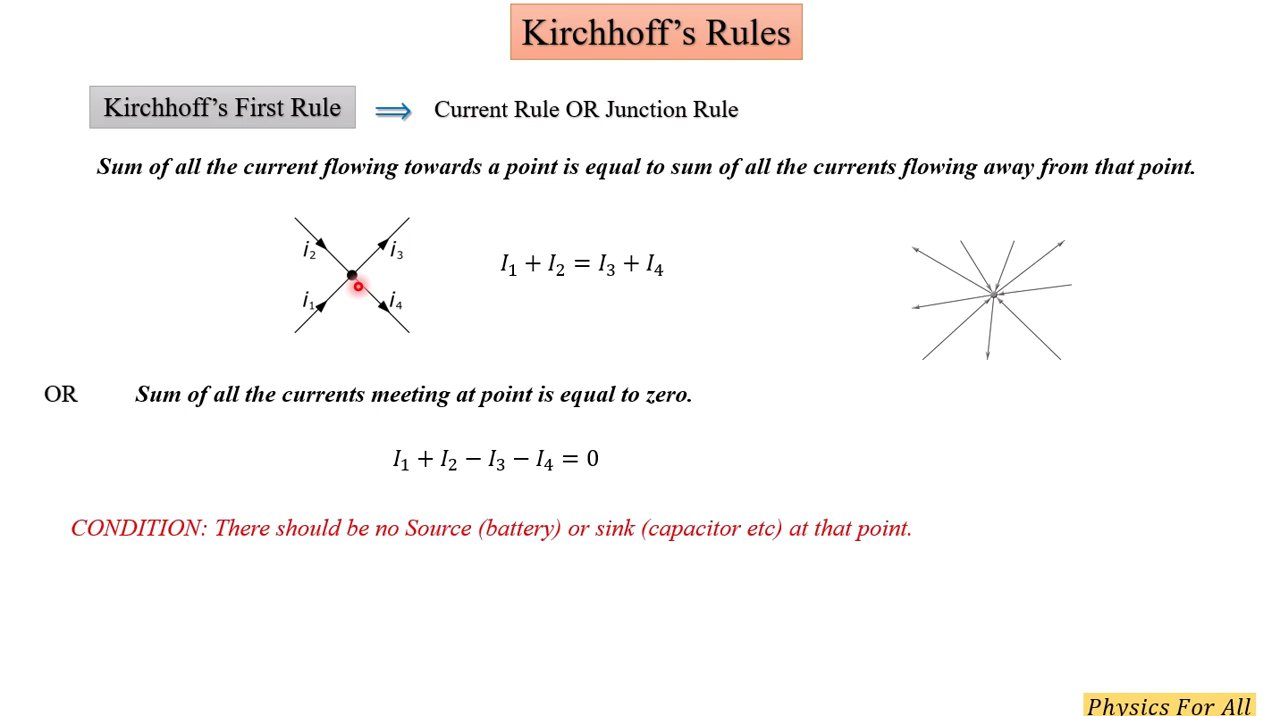 Kirchhoff's Rules
Kirchhoff's First Rule ⟹ Current Rule OR Junction Rule
Sum of all the current flowing towards a point is equal to sum of all the currents flowing away from that point.
i₂ i₃
i₁ i₄
I₁ + I₂ = I₃ + I₄
OR Sum of all the currents meeting at point is equal to zero.
I₁ + I₂ − I₃ − I₄ = 0
CONDITION: There should be no Source (battery) or sink (capacitor etc) at that point.
Physics For All